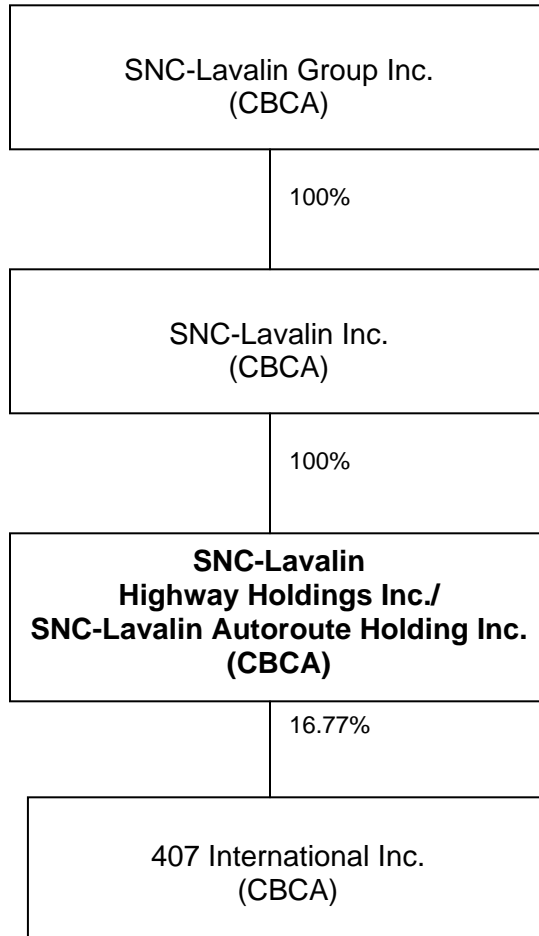 SNC-Lavalin Group Inc.
(CBCA)
100%
SNC-Lavalin Inc.
(CBCA)
100%
SNC-Lavalin
Highway Holdings Inc./
SNC-Lavalin Autoroute Holding Inc.
(CBCA)
16.77%
407 International Inc.
(CBCA)